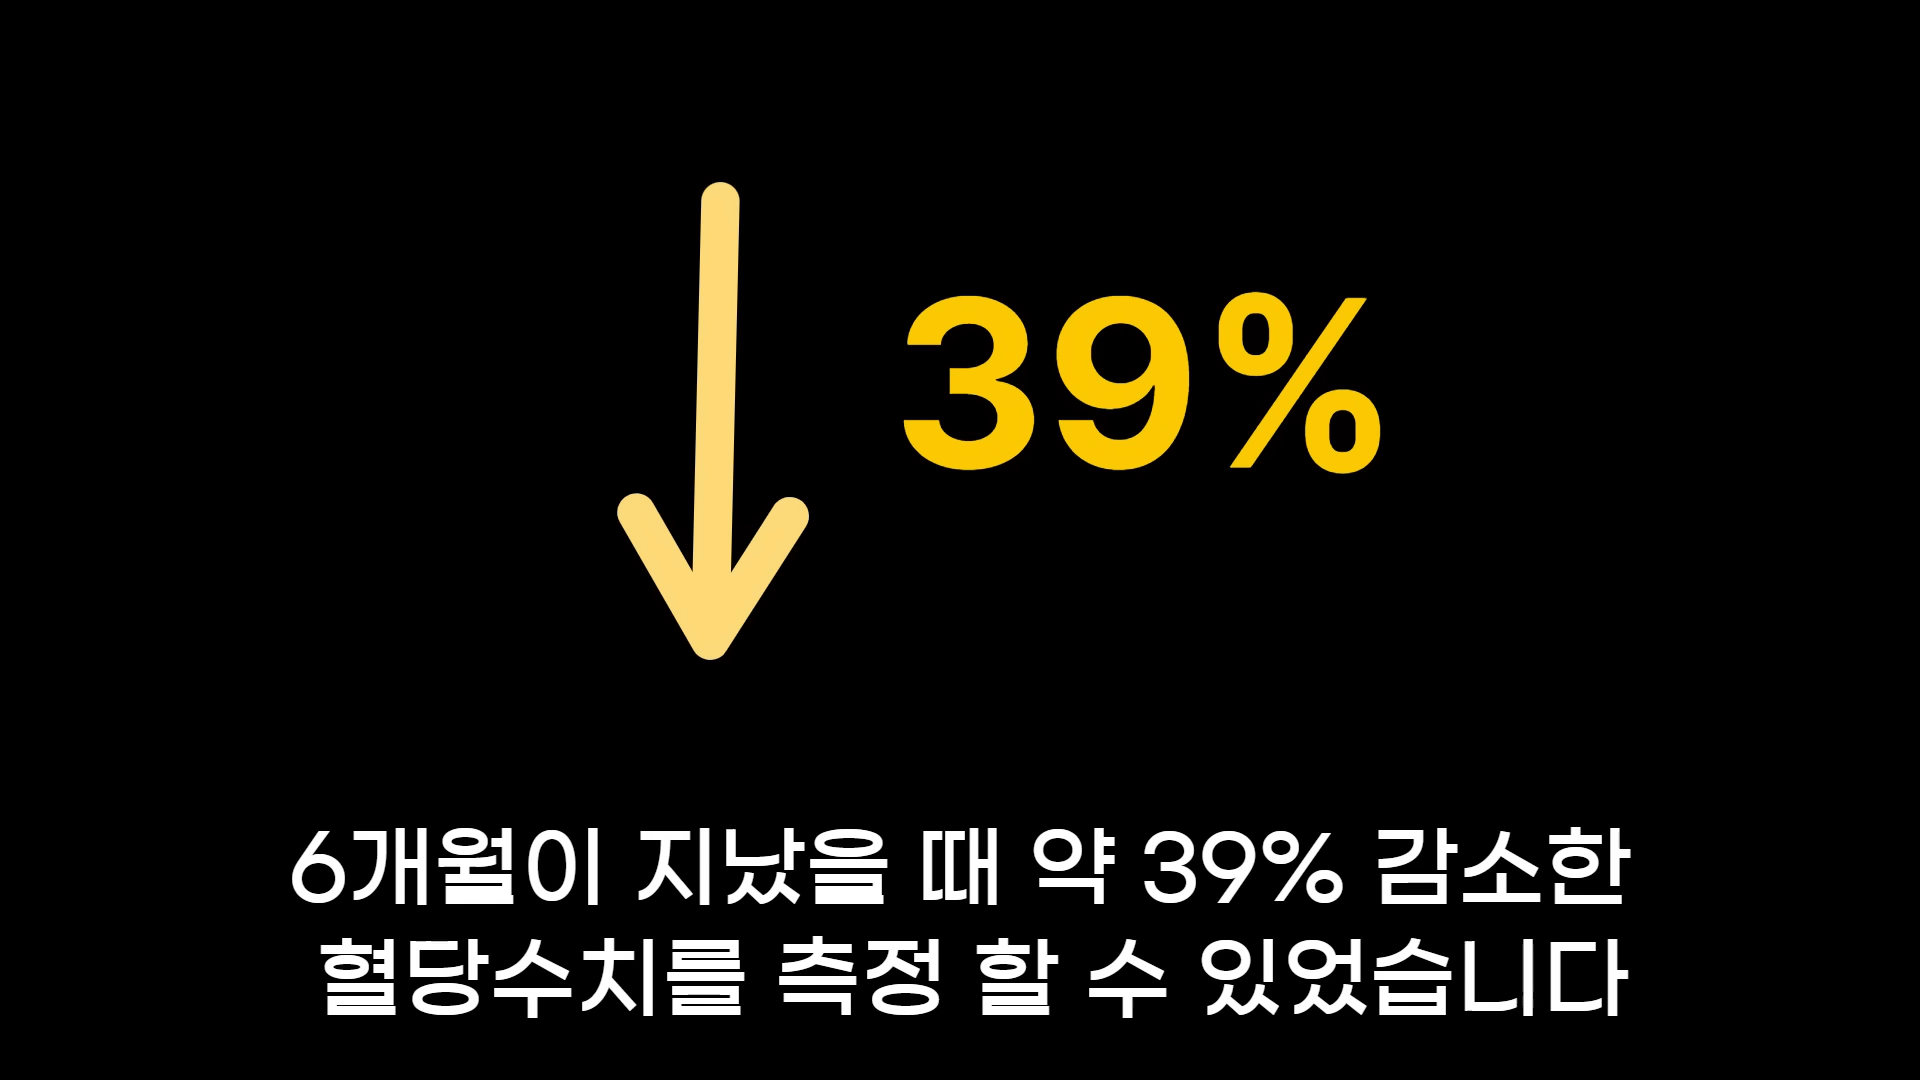 39%
6개월이 지났을 때 약 39% 감소한
혈당수치를 측정 할 수 있었습니다